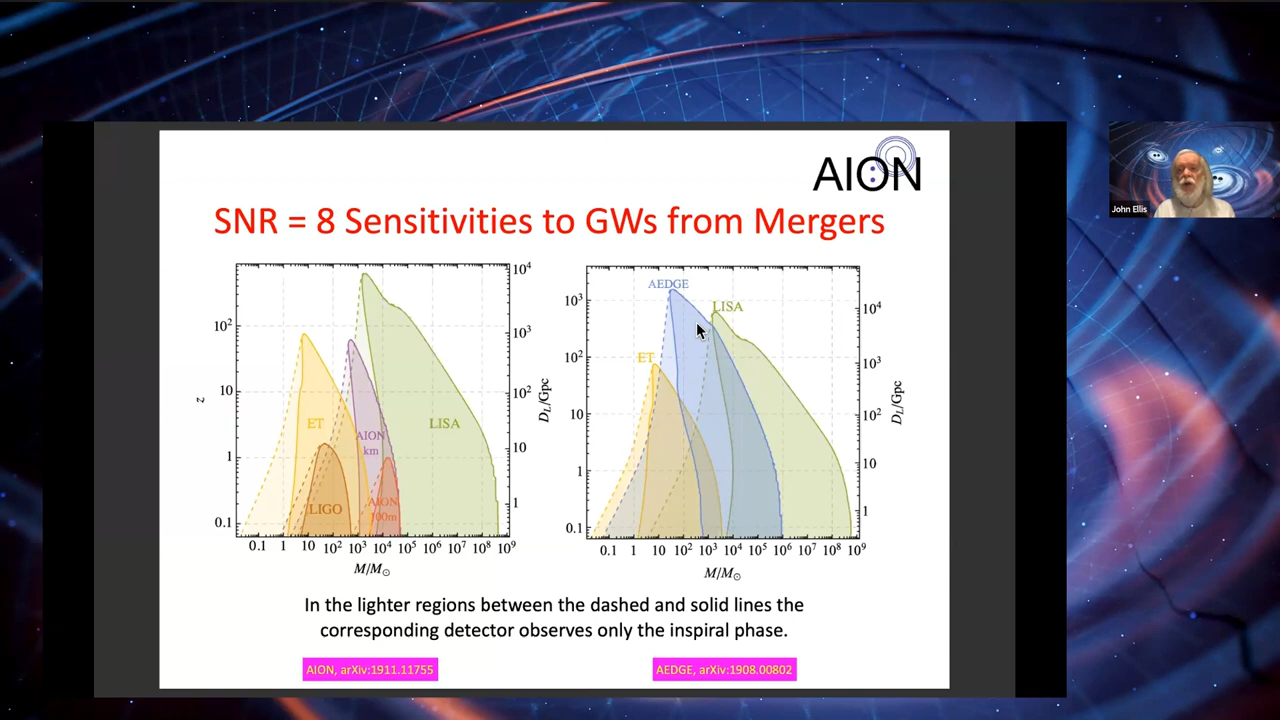 AION
SNR = 8 Sensitivities to GWs from Mergers
z
10²
10
1
0.1
ET
LIGO
AION
km
AION
100m
LISA
10⁴
10³
10²
10
1
D_L/Gpc
0.1 1 10 10² 10³ 10⁴ 10⁵ 10⁶ 10⁷ 10⁸ 10⁹
M/M☉
10³
10²
10
1
0.1
AEDGE
LISA
ET
10⁴
10³
10²
10
1
D_L/Gpc
0.1 1 10 10² 10³ 10⁴ 10⁵ 10⁶ 10⁷ 10⁸ 10⁹
M/M☉
In the lighter regions between the dashed and solid lines the
corresponding detector observes only the inspiral phase.
AION, arXiv:1911.11755
AEDGE, arXiv:1908.00802
John Ellis